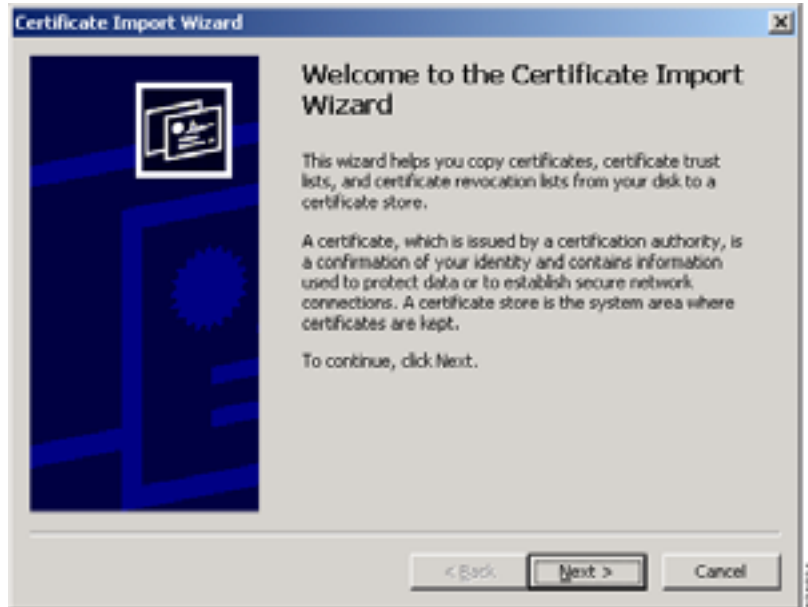 Certificate Import Wizard
Welcome to the Certificate Import
Wizard
This wizard helps you copy certificates, certificate trust
lists, and certificate revocation lists from your disk to a
certificate store.
A certificate, which is issued by a certification authority, is
a confirmation of your identity and contains information
used to protect data or to establish secure network
connections. A certificate store is the system area where
certificates are kept.
To continue, click Next.
< Back
Next >
Cancel